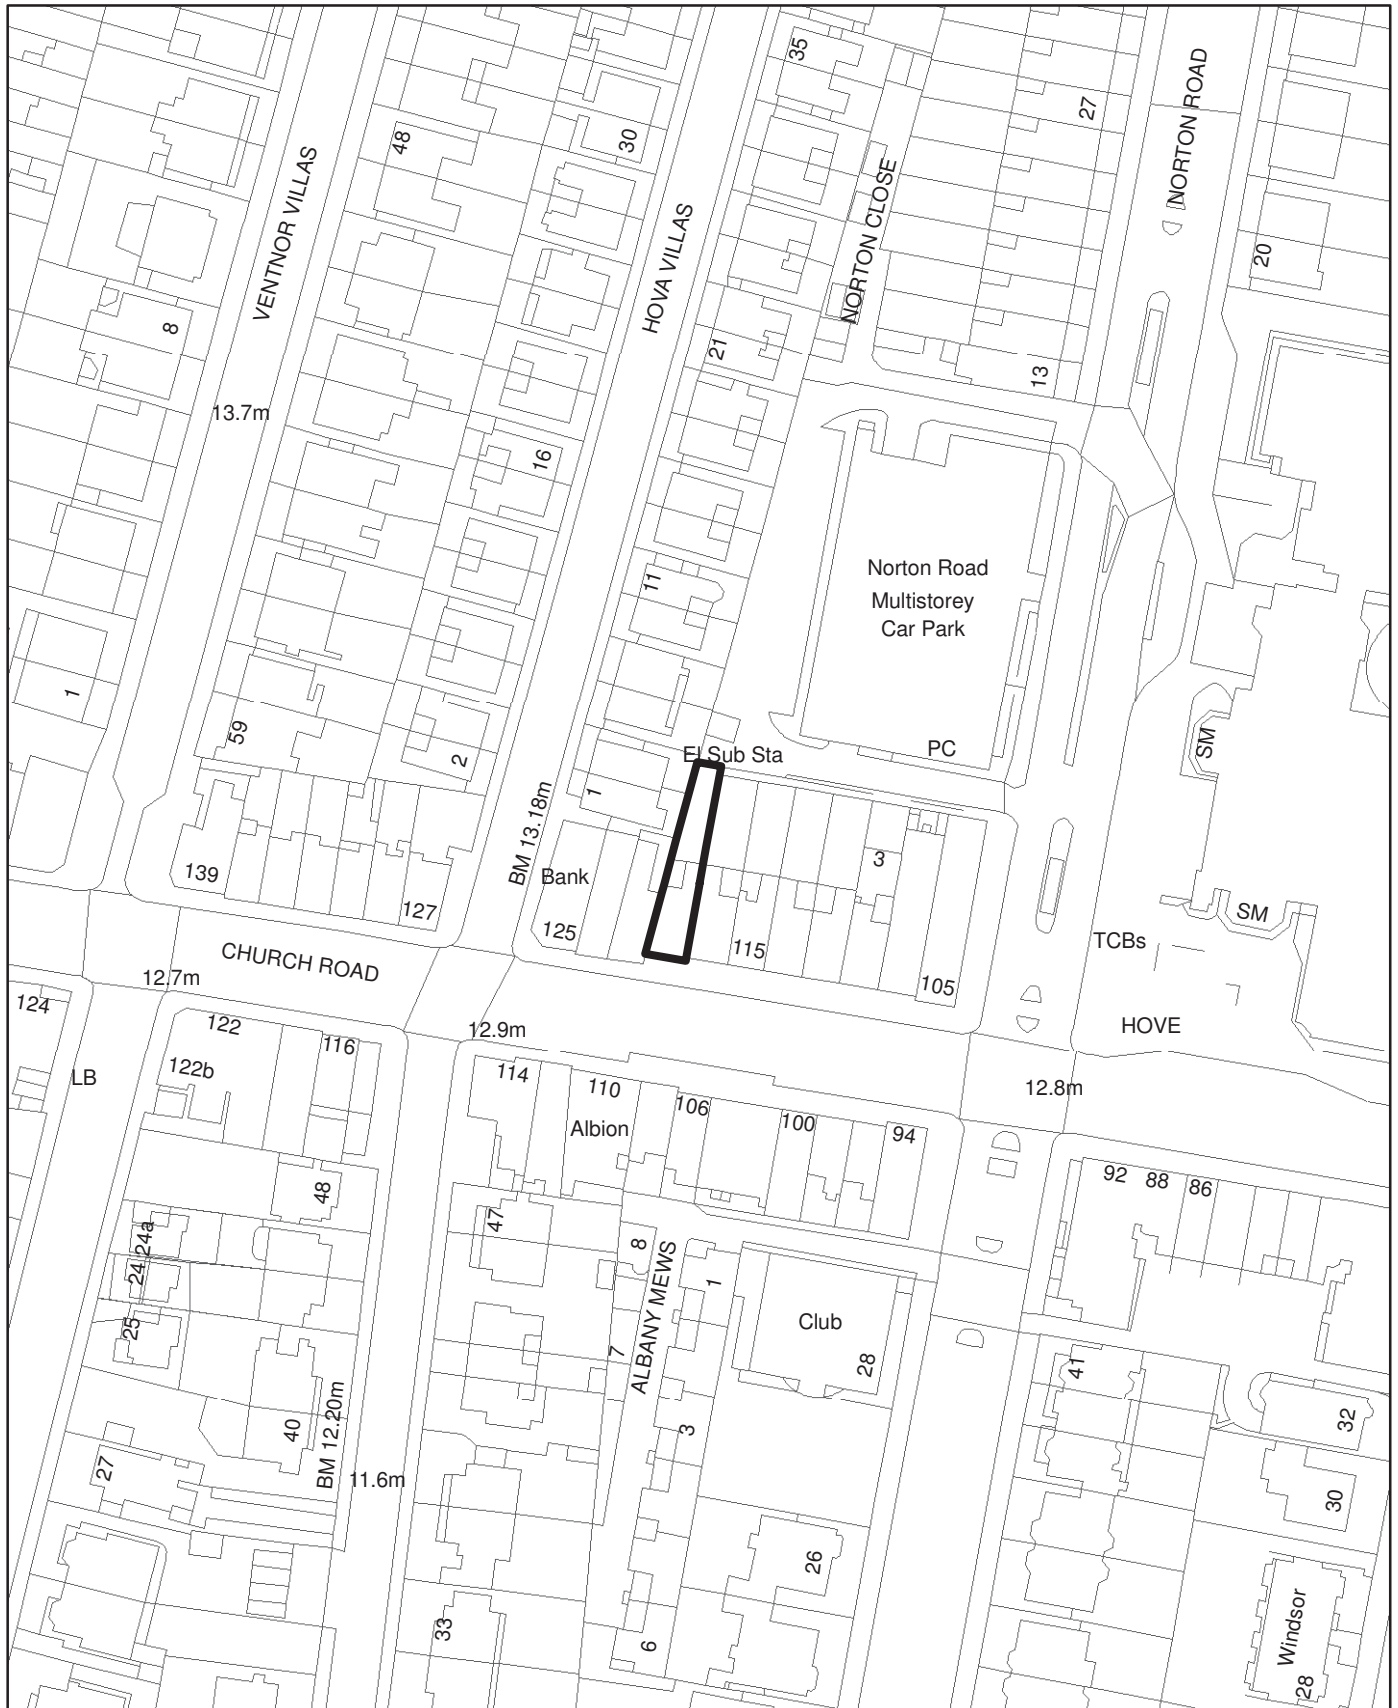 35
NORTON ROAD
27
48
30
VENTNOR VILLAS
HOVA VILLAS
NORTON CLOSE
20
8
21
13
13.7m
16
Norton Road
Multistorey
Car Park
11
1
59
2
SM
PC
El Sub Sta
1
BM 13.18m
3
139
Bank
127
125
115
SM
TCBs
CHURCH ROAD
12.7m
105
124
122
116
12.9m
HOVE
122b
LB
114
110
106
100
94
12.8m
Albion
92
88
86
48
47
24a
8
24
ALBANY MEWS
1
25
Club
7
28
41
40
BM 12.20m
3
32
27
11.6m
30
26
33
6
Windsor
28